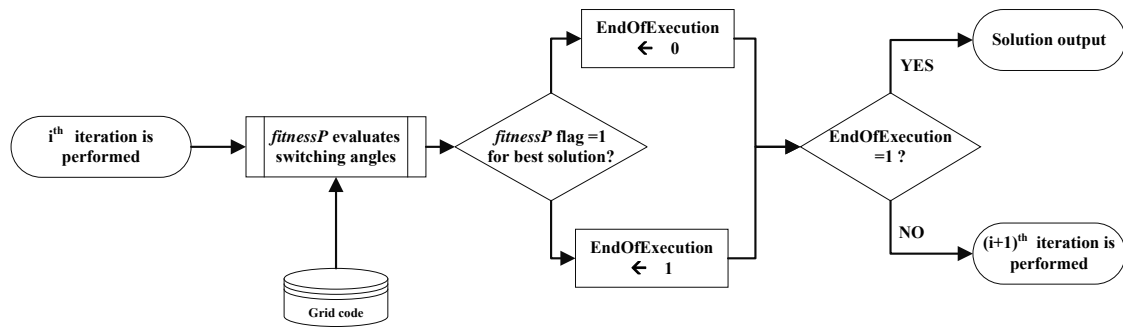 i^th iteration is
performed
fitnessP evaluates
switching angles
Grid code
fitnessP flag =1
for best solution?
EndOfExecution
← 0
EndOfExecution
← 1
EndOfExecution
=1 ?
YES
Solution output
NO
(i+1)^th iteration is
performed